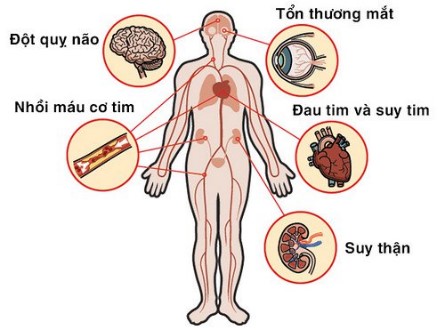 Đột quỵ não
Tổn thương mắt
Nhồi máu cơ tim
Đau tim và suy tim
Suy thận